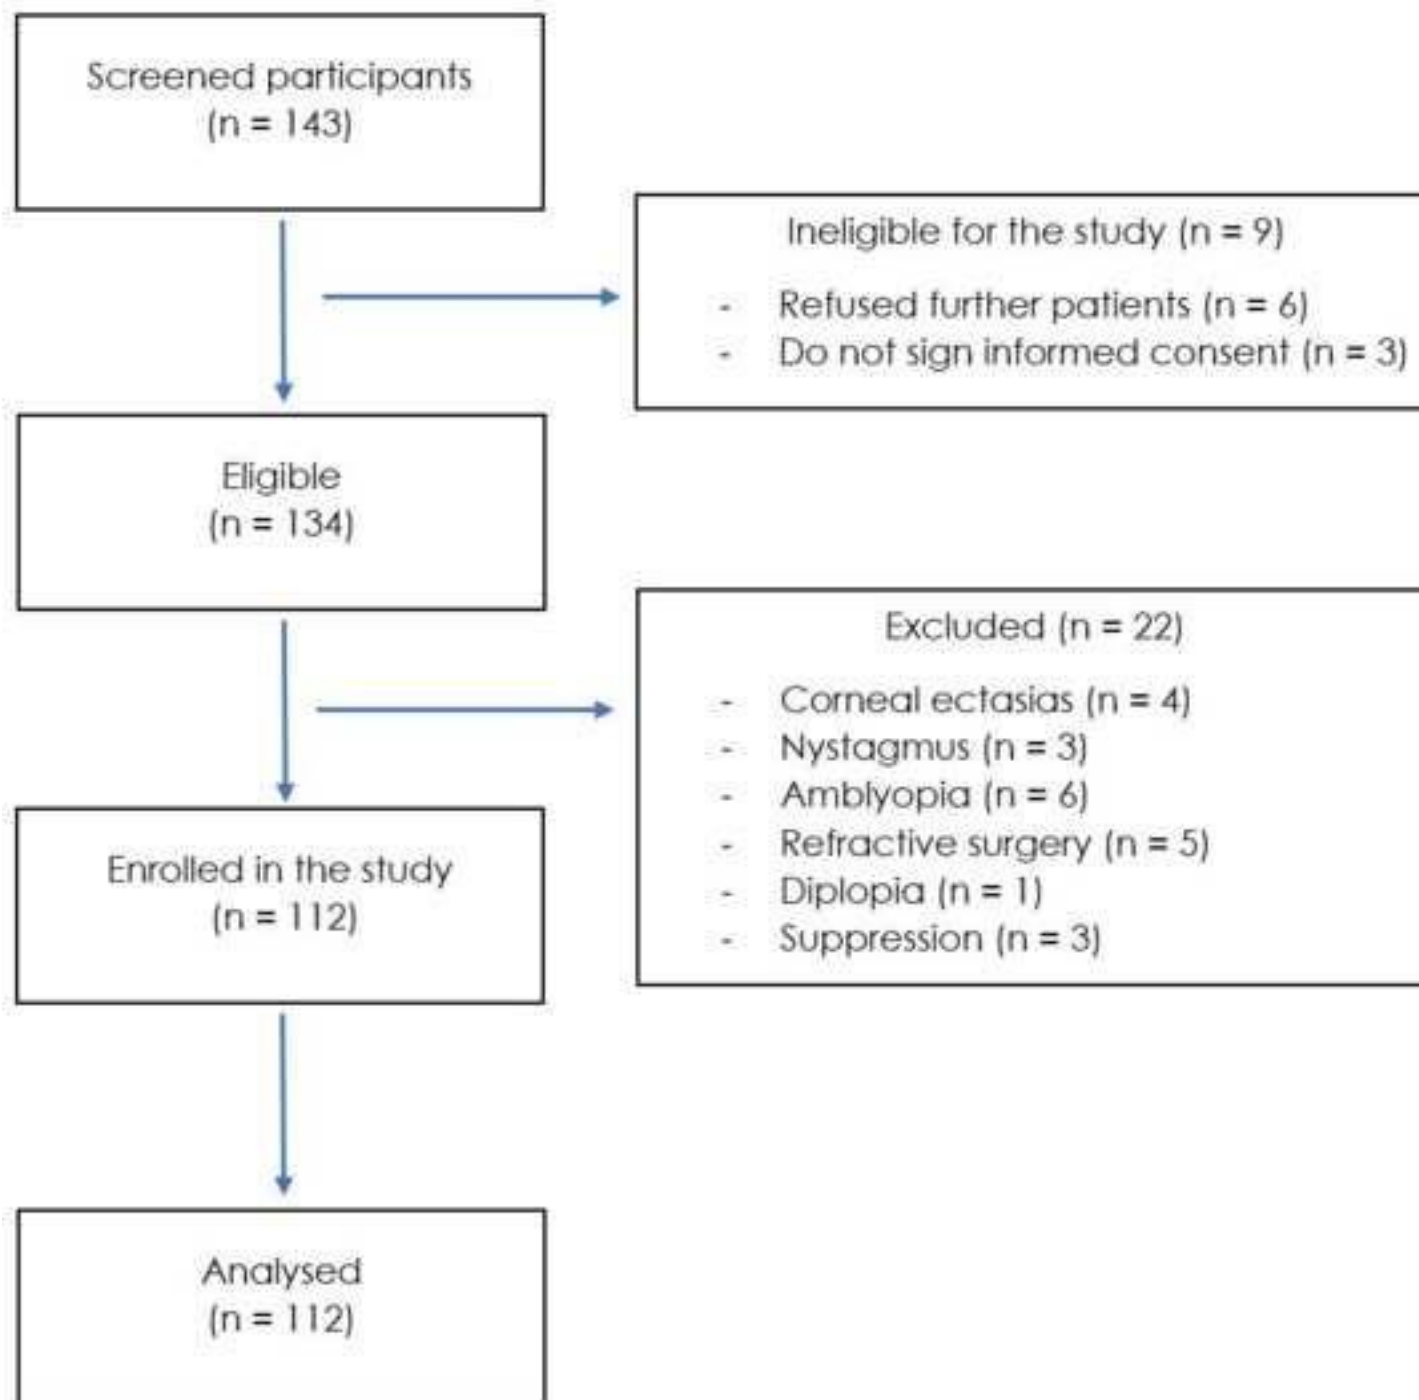 Screened participants
(n = 143)
Ineligible for the study (n = 9)
- Refused further patients (n = 6)
- Do not sign informed consent (n = 3)
Eligible
(n = 134)
Excluded (n = 22)
- Corneal ectasias (n = 4)
- Nystagmus (n = 3)
- Amblyopia (n = 6)
- Refractive surgery (n = 5)
- Diplopia (n = 1)
- Suppression (n = 3)
Enrolled in the study
(n = 112)
Analysed
(n = 112)